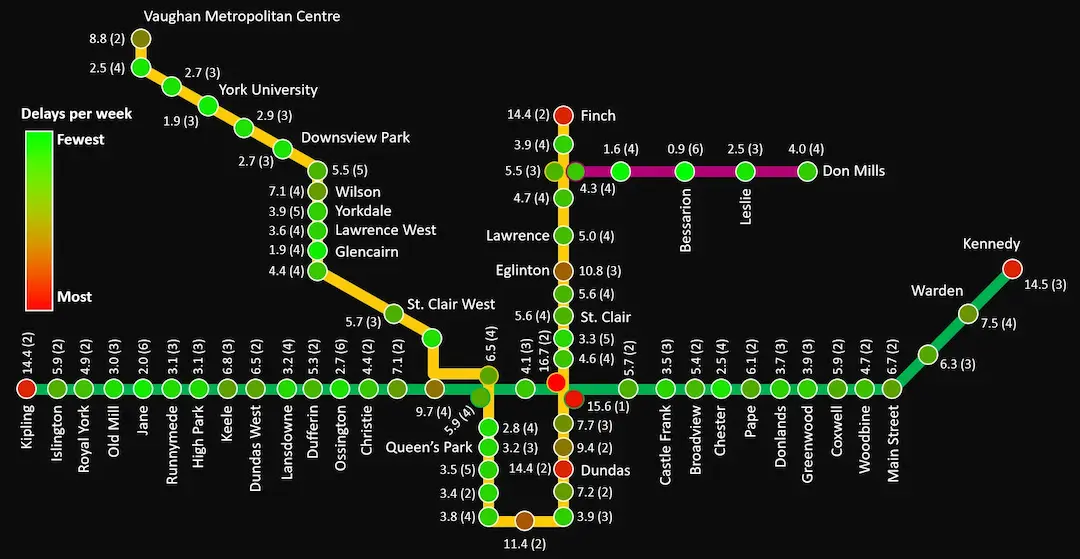 Vaughan Metropolitan Centre
8.8 (2)
2.5 (4)
2.7 (3)
York University
1.9 (3)
2.9 (3)
Downsview Park
2.7 (3)
Delays per week
Fewest
Most
5.5 (5)
7.1 (4)
Wilson
3.9 (5)
Yorkdale
3.6 (4)
Lawrence West
1.9 (4)
Glencairn
4.4 (4)
St. Clair West
5.7 (3)
14.4 (2)
Finch
3.9 (4)
5.5 (3)
4.3 (4)
1.6 (4)
0.9 (6)
2.5 (3)
4.0 (4)
Don Mills
Bessarion
Leslie
4.7 (4)
Lawrence
5.0 (4)
Eglinton
10.8 (3)
5.6 (4)
5.6 (4)
St. Clair
3.3 (5)
4.6 (4)
Kennedy
14.5 (3)
Warden
7.5 (4)
6.3 (3)
14.4 (2)
5.9 (2)
4.9 (2)
3.0 (3)
2.0 (6)
3.1 (3)
3.1 (3)
6.8 (3)
6.5 (2)
3.2 (4)
5.3 (2)
2.7 (6)
4.4 (2)
7.1 (2)
9.7 (4)
6.5 (4)
5.9 (4)
4.1 (3)
16.7 (2)
15.6 (1)
5.7 (2)
3.5 (3)
5.4 (2)
2.5 (4)
6.1 (2)
3.7 (3)
3.9 (3)
5.9 (2)
4.7 (2)
6.7 (2)
Kipling
Islington
Royal York
Old Mill
Jane
Runnymede
High Park
Keele
Dundas West
Lansdowne
Dufferin
Ossington
Christie
Castle Frank
Broadview
Chester
Pape
Donlands
Greenwood
Coxwell
Woodbine
Main Street
2.8 (4)
Queen's Park
3.2 (3)
3.5 (5)
3.4 (2)
3.8 (4)
11.4 (2)
7.7 (3)
9.4 (2)
14.4 (2)
Dundas
7.2 (2)
3.9 (3)